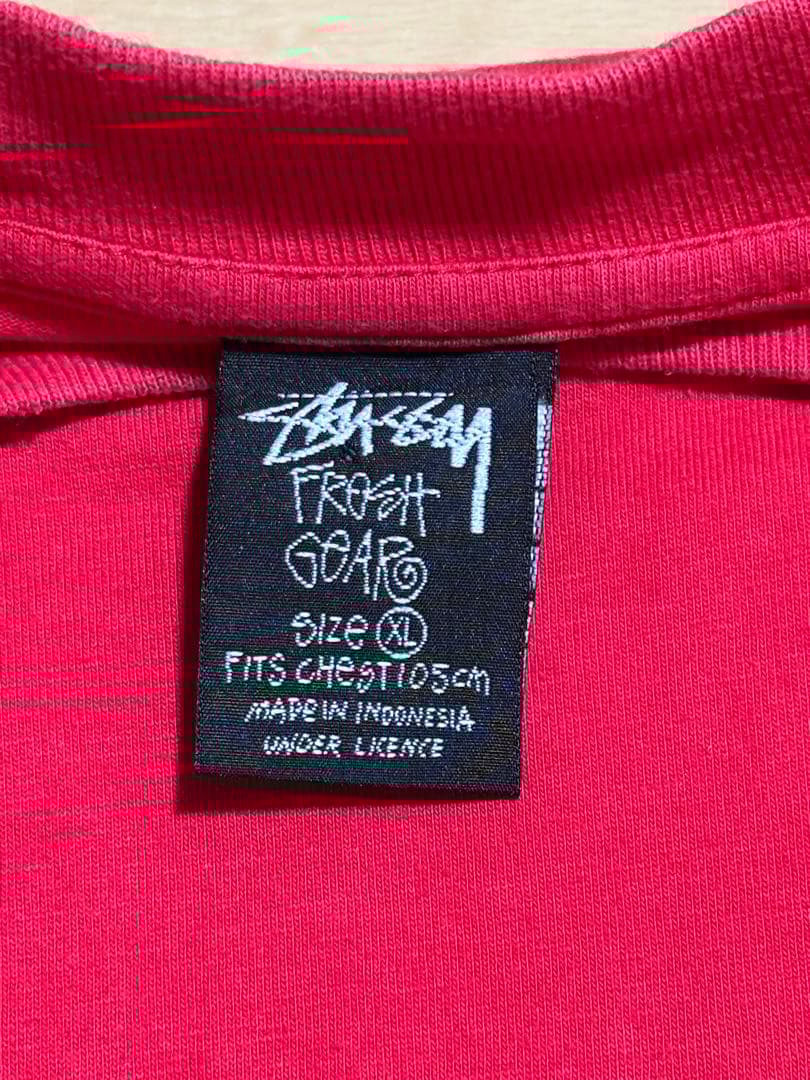 Stussy
FRESH
GEAR
SIZE XL
FITS CHEST 105cm
MADE IN INDONESIA
UNDER LICENCE